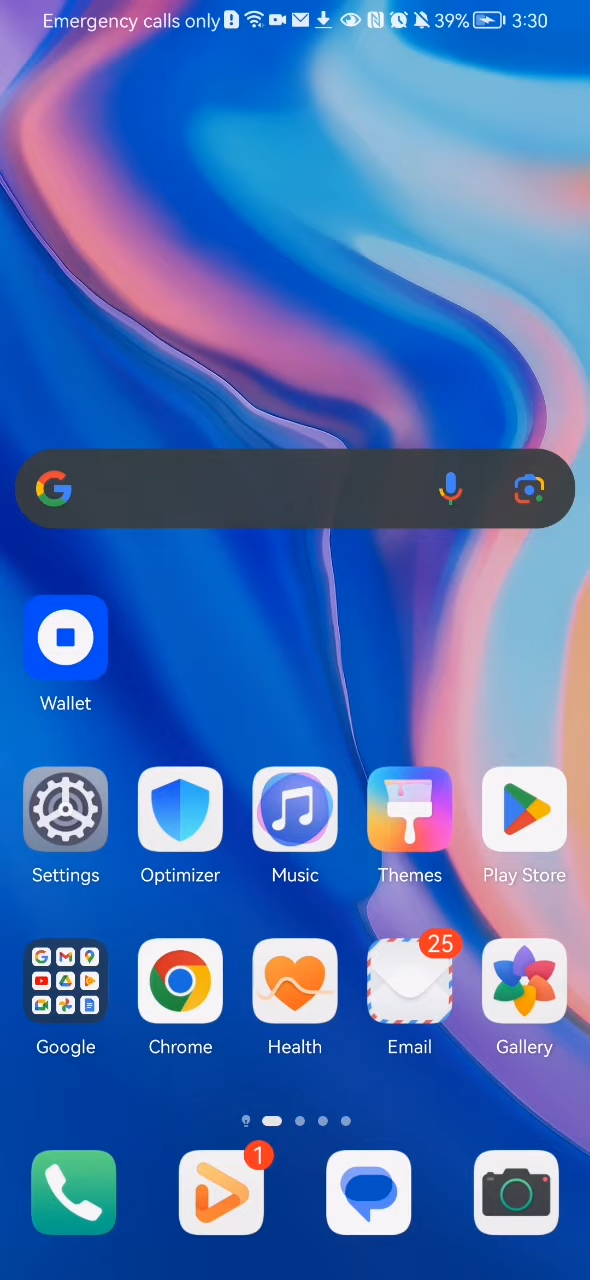 Emergency calls only 39% 3:30
Wallet
Settings Optimizer Music Themes Play Store
25
Google Chrome Health Email Gallery
1